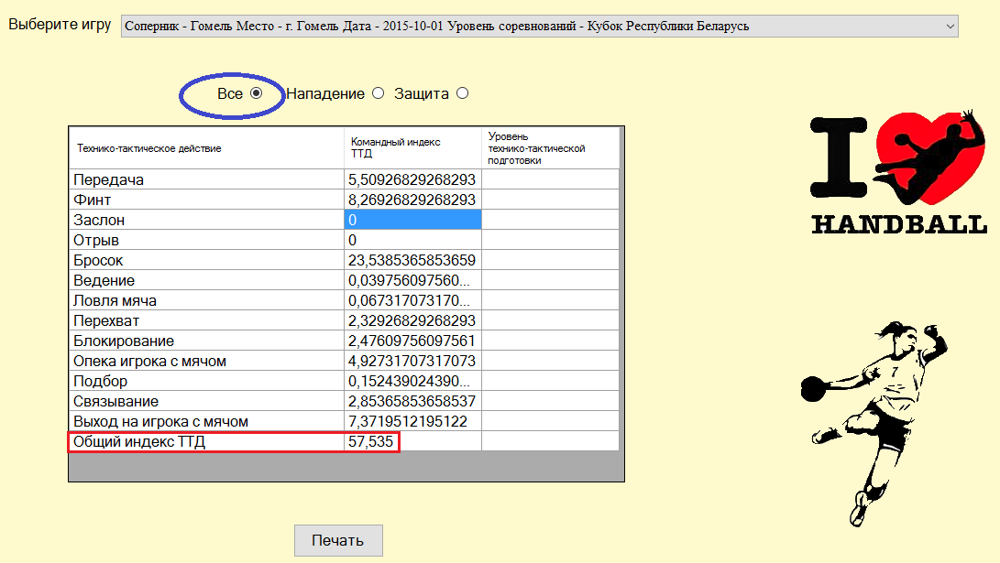 Выберите игру Соперник - Гомель Место - г. Гомель Дата - 2015-10-01 Уровень соревнований - Кубок Республики Беларусь
Все Нападение Защита
Технико-тактическое действие
Командный индекс
ТТД
Уровень
технико-тактической
подготовки
Передача 5,50926829268293
Финт 8,26926829268293
Заслон 0
Отрыв 0
Бросок 23,5385365853659
Ведение 0,039756097560...
Ловля мяча 0,067317073170...
Перехват 2,32926829268293
Блокирование 2,47609756097561
Опека игрока с мячом 4,92731707317073
Подбор 0,152439024390...
Связывание 2,85365853658537
Выход на игрока с мячом 7,3719512195122
Общий индекс ТТД 57,535
Печать
I
HANDBALL
7